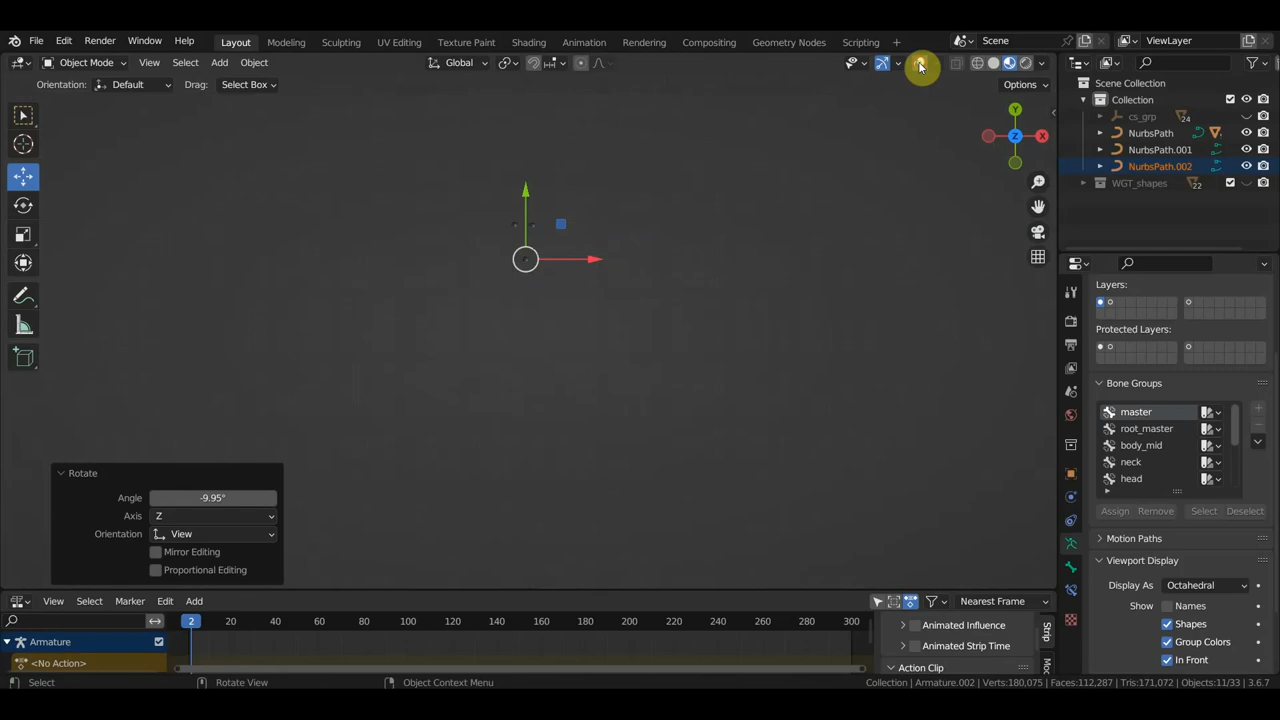 File Edit Render Window Help Layout Modeling Sculpting UV Editing Texture Paint Shading Animation Rendering Compositing Geometry Nodes Scripting + Scene ViewLayer
Object Mode View Select Add Object Global
Orientation: Default Drag: Select Box Options
Scene Collection
Collection
cs_grp 24
NurbsPath
NurbsPath.001
NurbsPath.002
WGT_shapes 22
Y
Z X
Layers:
Protected Layers:
Bone Groups
master
root_master
body_mid
neck
head
Assign Remove Select Deselect
Motion Paths
Viewport Display
Display As Octahedral
Show Names
Shapes
Group Colors
In Front
Rotate
Angle -9.95°
Axis Z
Orientation View
Mirror Editing
Proportional Editing
View Select Marker Edit Add Nearest Frame
2 20 40 60 80 100 120 140 160 180 200 220 240 260 280 300
Armature
<No Action>
Animated Influence
Animated Strip Time
Action Clip
Strip
Mod
Select Rotate View Object Context Menu Collection | Armature.002 | Verts:180,075 | Faces:112,287 | Tris:171,072 | Objects:11/33 | 3.6.7